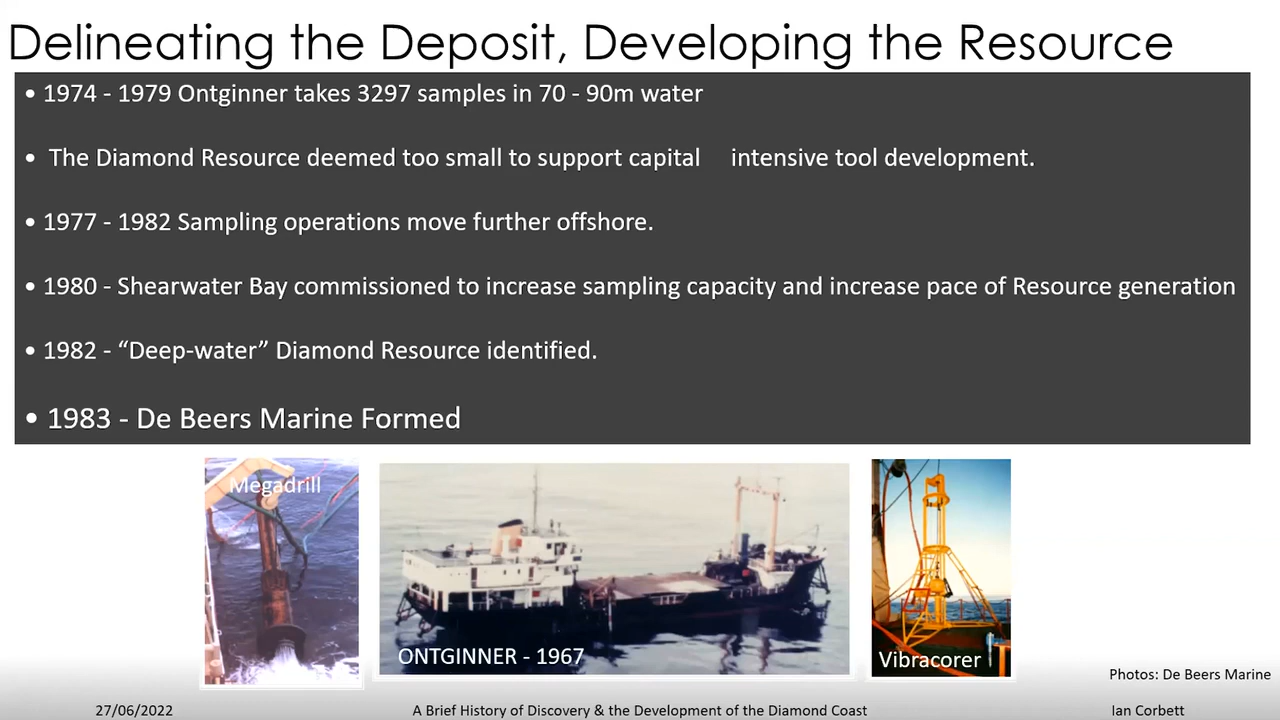 Delineating the Deposit, Developing the Resource
• 1974 - 1979 Ontginner takes 3297 samples in 70 - 90m water
• The Diamond Resource deemed too small to support capital intensive tool development.
• 1977 - 1982 Sampling operations move further offshore.
• 1980 - Shearwater Bay commissioned to increase sampling capacity and increase pace of Resource generation
• 1982 - “Deep-water” Diamond Resource identified.
• 1983 - De Beers Marine Formed
Megadrill
ONTGINNER - 1967
Vibracorer
Photos: De Beers Marine
27/06/2022
A Brief History of Discovery & the Development of the Diamond Coast
Ian Corbett